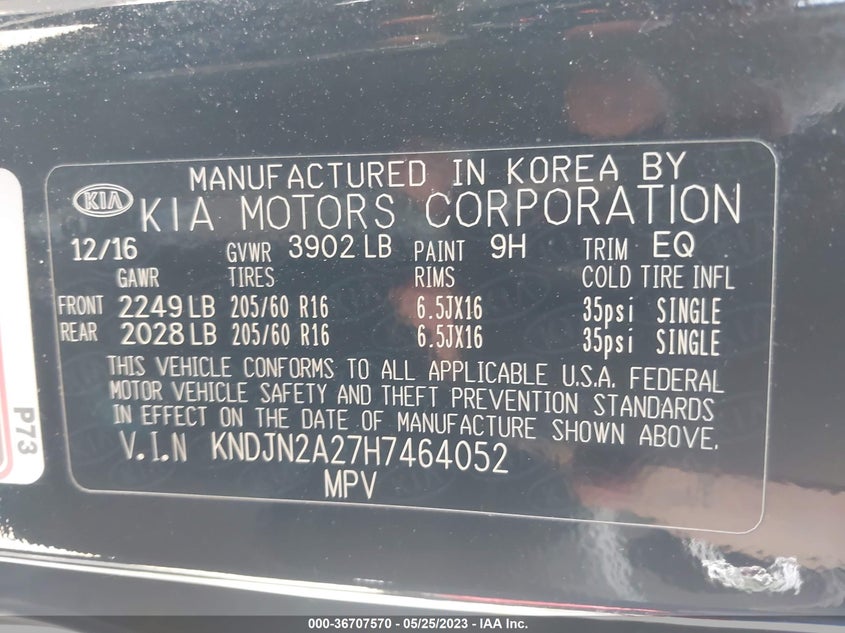 MANUFACTURED IN KOREA BY
KIA KIA MOTORS CORPORATION
12/16 GVWR 3902 LB PAINT 9H TRIM EQ
GAWR TIRES RIMS COLD TIRE INFL
FRONT 2249 LB 205/60 R16 6.5JX16 35psi SINGLE
REAR 2028 LB 205/60 R16 6.5JX16 35psi SINGLE
THIS VEHICLE CONFORMS TO ALL APPLICABLE U.S.A. FEDERAL
MOTOR VEHICLE SAFETY AND THEFT PREVENTION STANDARDS
IN EFFECT ON THE DATE OF MANUFACTURE SHOWN ABOVE.
V.I.N KNDJN2A27H7464052
MPV
P73
000-36707570 / 05/25/2023 - IAA Inc.